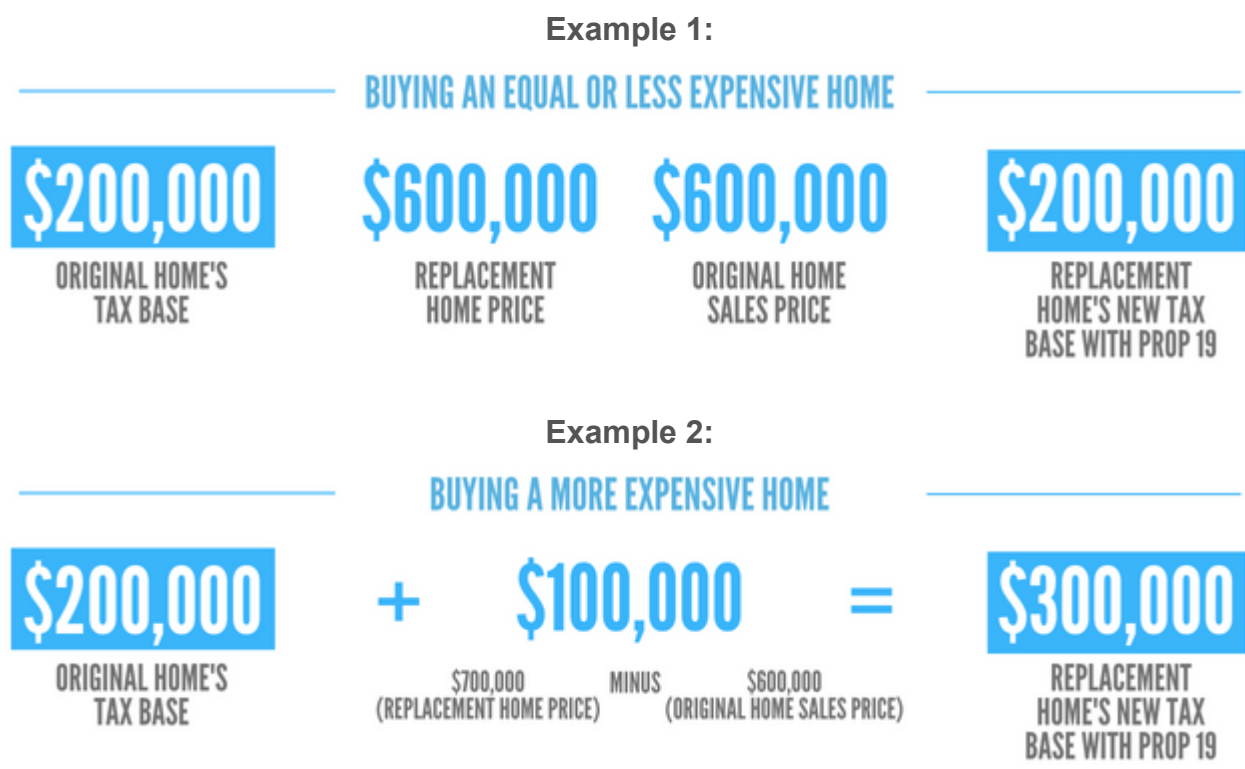 Example 1:
BUYING AN EQUAL OR LESS EXPENSIVE HOME
$200,000
ORIGINAL HOME'S
TAX BASE
$600,000
REPLACEMENT
HOME PRICE
$600,000
ORIGINAL HOME
SALES PRICE
$200,000
REPLACEMENT
HOME'S NEW TAX
BASE WITH PROP 19
Example 2:
BUYING A MORE EXPENSIVE HOME
$200,000
ORIGINAL HOME'S
TAX BASE
+
$100,000
$700,000
(REPLACEMENT HOME PRICE)
MINUS
$600,000
(ORIGINAL HOME SALES PRICE)
=
$300,000
REPLACEMENT
HOME'S NEW TAX
BASE WITH PROP 19